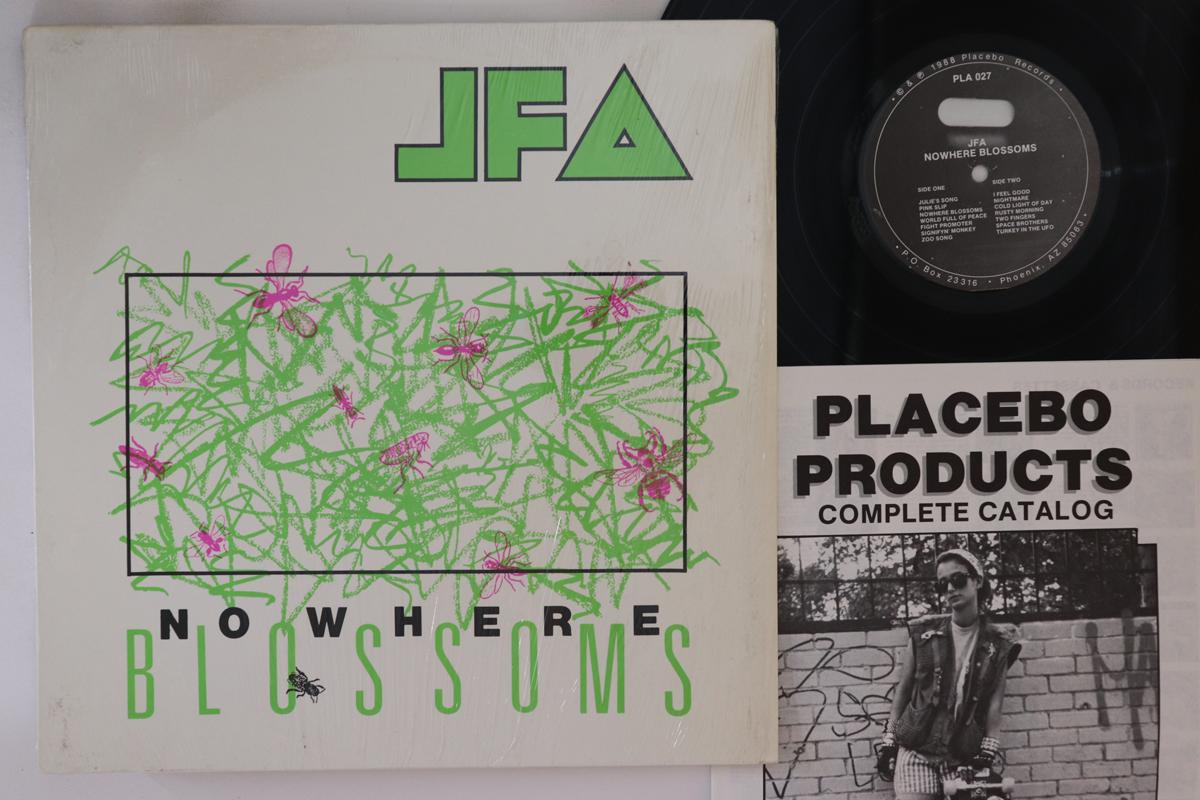 JFA
NOWHERE
BLOSSOMS
© & ℗ 1988 Placebo Records
PLA 027
JFA
NOWHERE BLOSSOMS
SIDE ONE
JULIE'S SONG
PINK SLIP
NOWHERE BLOSSOMS
WORLD FULL OF PEACE
FIGHT PROMOTER
SIGNIFYN' MONKEY
ZOO SONG
SIDE TWO
I FEEL GOOD
NIGHTMARE
COLD LIGHT OF DAY
RUSTY MORNING
TWO FINGERS
SPACE BROTHERS
TURKEY IN THE UFO
P.O. Box 23316 • Phoenix, AZ 85083
PLACEBO
PRODUCTS
COMPLETE CATALOG